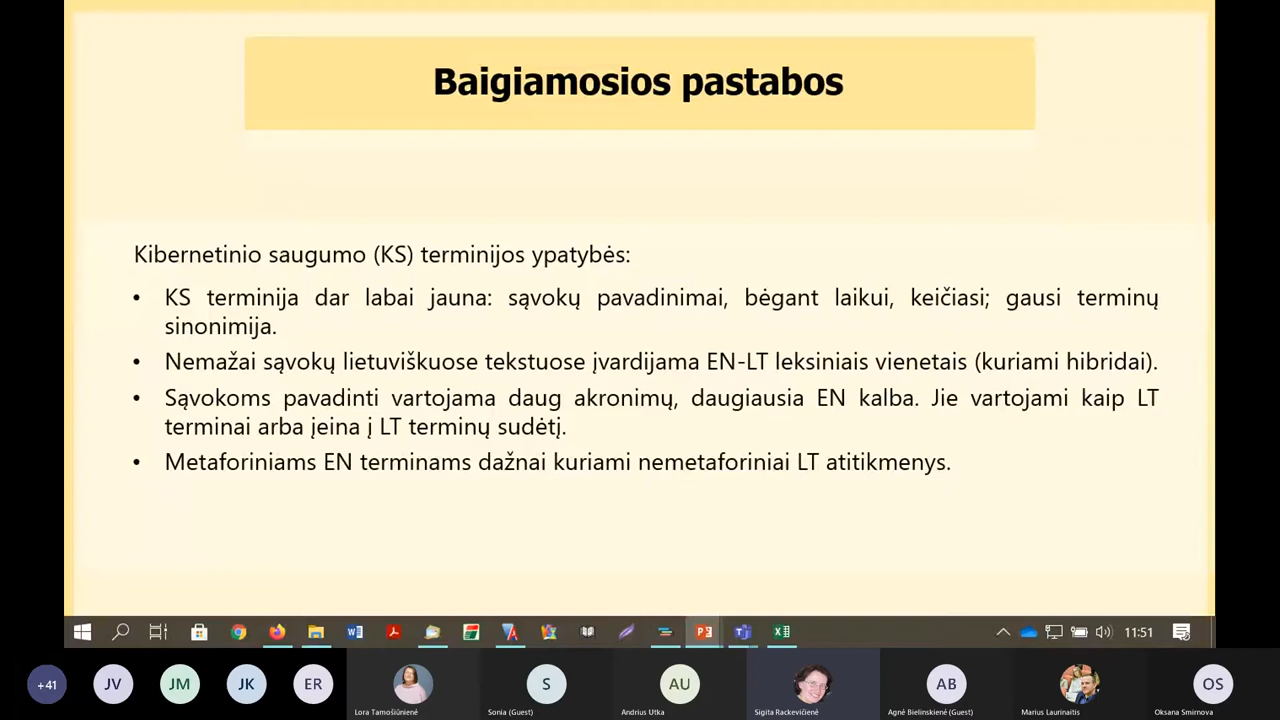 Baigiamosios pastabos
Kibernetinio saugumo (KS) terminijos ypatybės:
• KS terminija dar labai jauna: sąvokų pavadinimai, bėgant laikui, keičiasi; gausi terminų
sinonimija.
• Nemažai sąvokų lietuviškuose tekstuose įvardijama EN-LT leksiniais vienetais (kuriami hibridai).
• Sąvokoms pavadinti vartojama daug akronimų, daugiausia EN kalba. Jie vartojami kaip LT
terminai arba įeina į LT terminų sudėtį.
• Metaforiniams EN terminams dažnai kuriami nemetaforiniai LT atitikmenys.
11:51
+41 JV JM JK ER S AU AB OS
Lora Tamošiūnienė Sonia (Guest) Andrius Utka Sigita Rackevičienė Agnė Bielinskienė (Guest) Marius Laurinaitis Oksana Smirnova